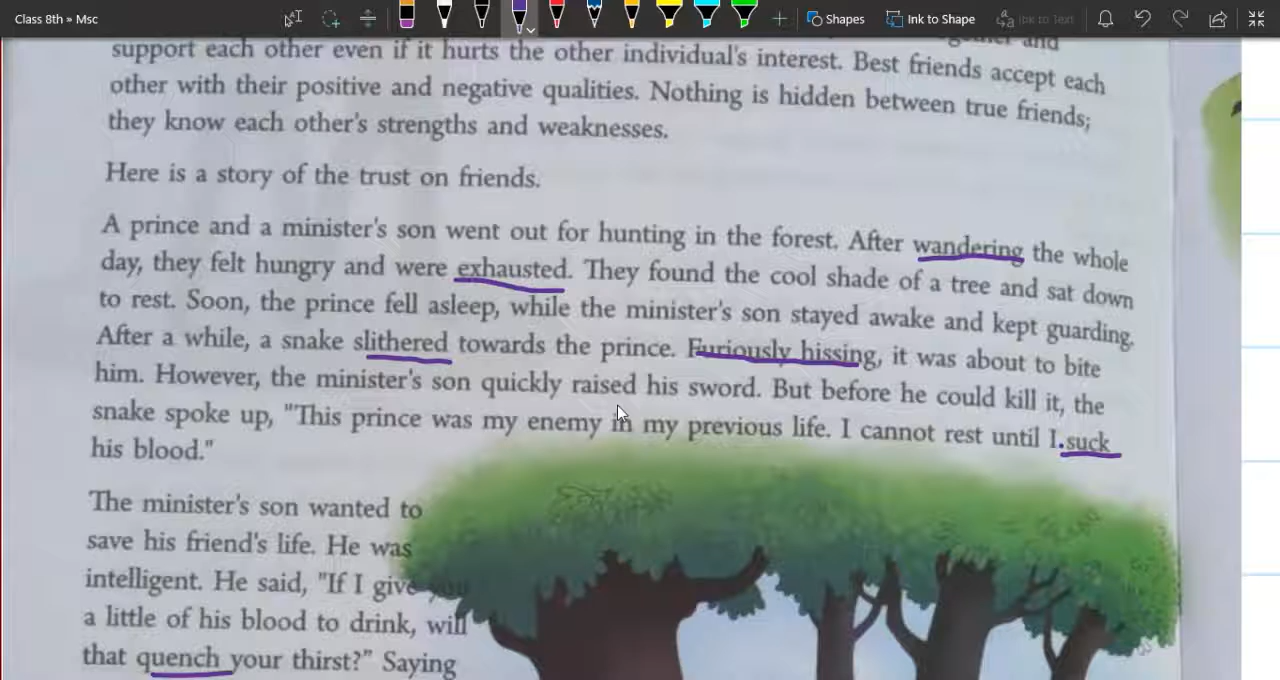 Class 8th » Msc
Shapes
Ink to Shape
Ink to Text
together and
support each other even if it hurts the other individual's interest. Best friends accept each
other with their positive and negative qualities. Nothing is hidden between true friends;
they know each other's strengths and weaknesses.
Here is a story of the trust on friends.
A prince and a minister's son went out for hunting in the forest. After wandering the whole
day, they felt hungry and were exhausted. They found the cool shade of a tree and sat down
to rest. Soon, the prince fell asleep, while the minister's son stayed awake and kept guarding.
After a while, a snake slithered towards the prince. Furiously hissing, it was about to bite
him. However, the minister's son quickly raised his sword. But before he could kill it, the
snake spoke up, "This prince was my enemy in my previous life. I cannot rest until I suck
his blood."
The minister's son wanted to
save his friend's life. He was
intelligent. He said, "If I give you
a little of his blood to drink, will
that quench your thirst?" Saying